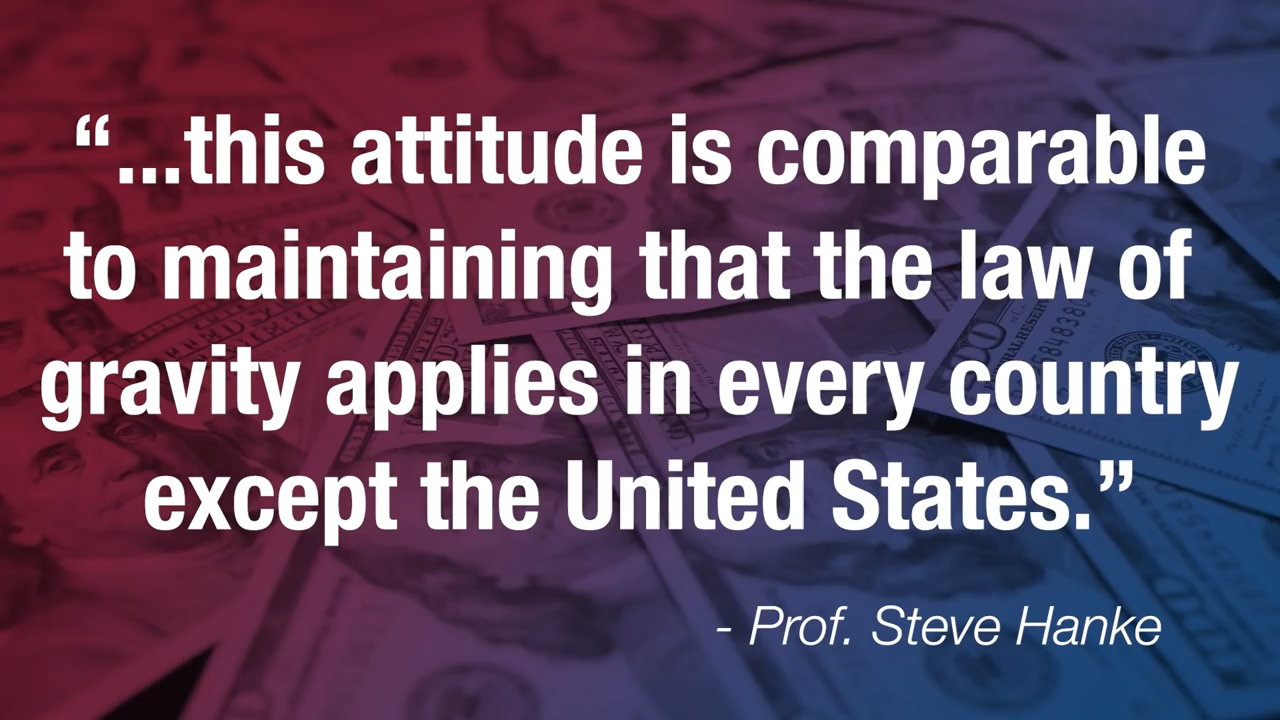 “...this attitude is comparable
to maintaining that the law of
gravity applies in every country
except the United States.”
- Prof. Steve Hanke